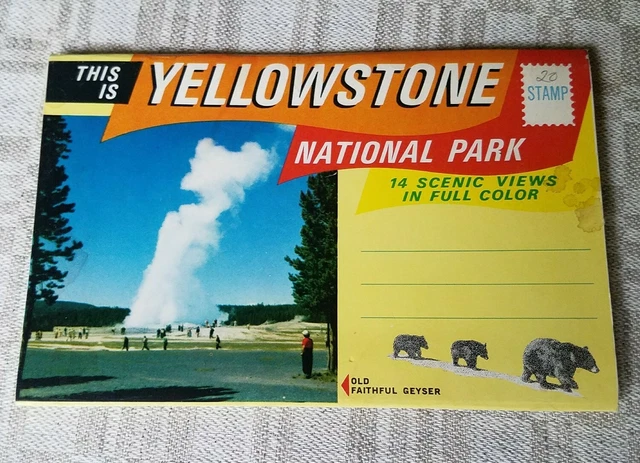 THIS
IS
YELLOWSTONE
20
STAMP
NATIONAL PARK
14 SCENIC VIEWS
IN FULL COLOR
OLD
FAITHFUL GEYSER